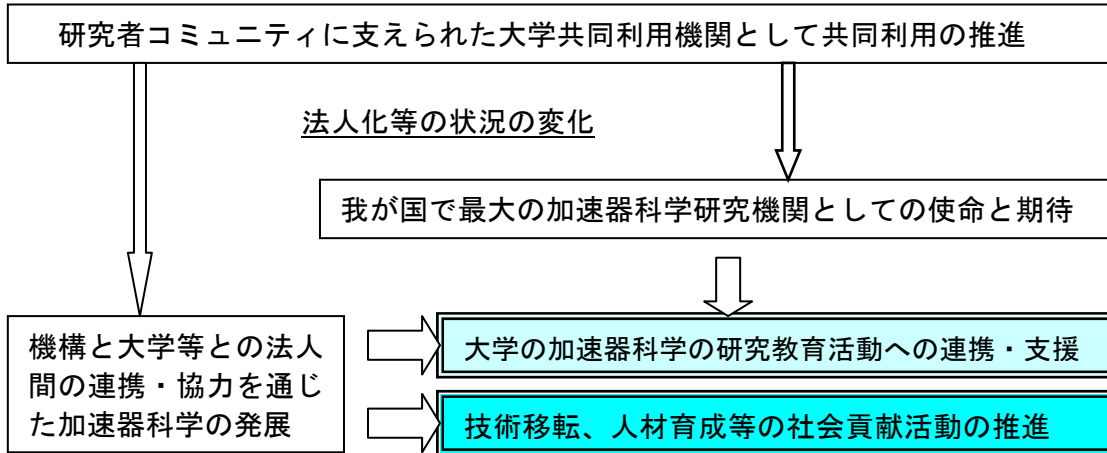 研究者コミュニティに支えられた大学共同利用機関として共同利用の推進
法人化等の状況の変化
我が国で最大の加速器科学研究機関としての使命と期待
機構と大学等との法人
間の連携・協力を通じ
た加速器科学の発展
大学の加速器科学の研究教育活動への連携・支援
技術移転、人材育成等の社会貢献活動の推進